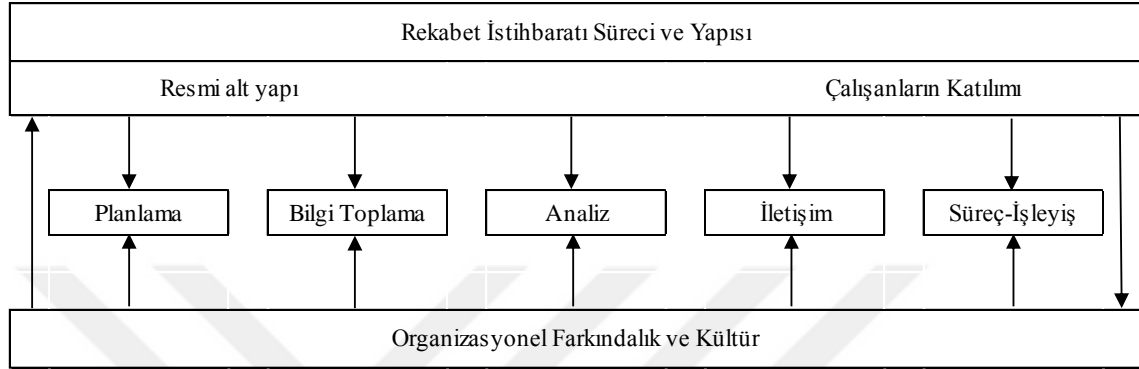 Rekabet İstihbaratı Süreci ve Yapısı
Resmi alt yapı Çalışanların Katılımı
Planlama Bilgi Toplama Analiz İletişim Süreç-İşleyiş
Organizasyonel Farkındalık ve Kültür